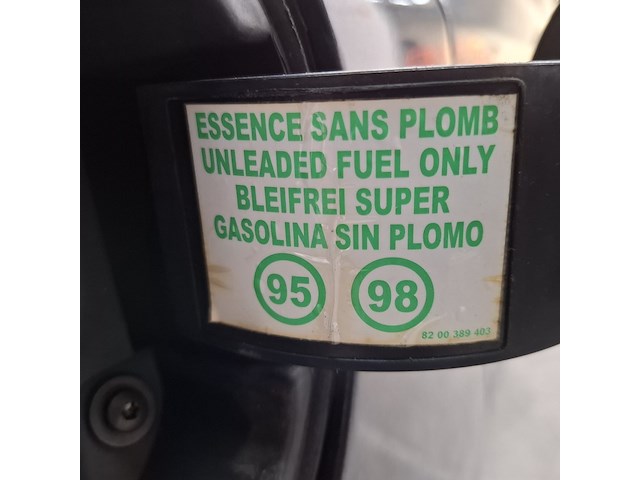 ESSENCE SANS PLOMB
UNLEADED FUEL ONLY
BLEIFREI SUPER
GASOLINA SIN PLOMO
95 98
82 00 389 403